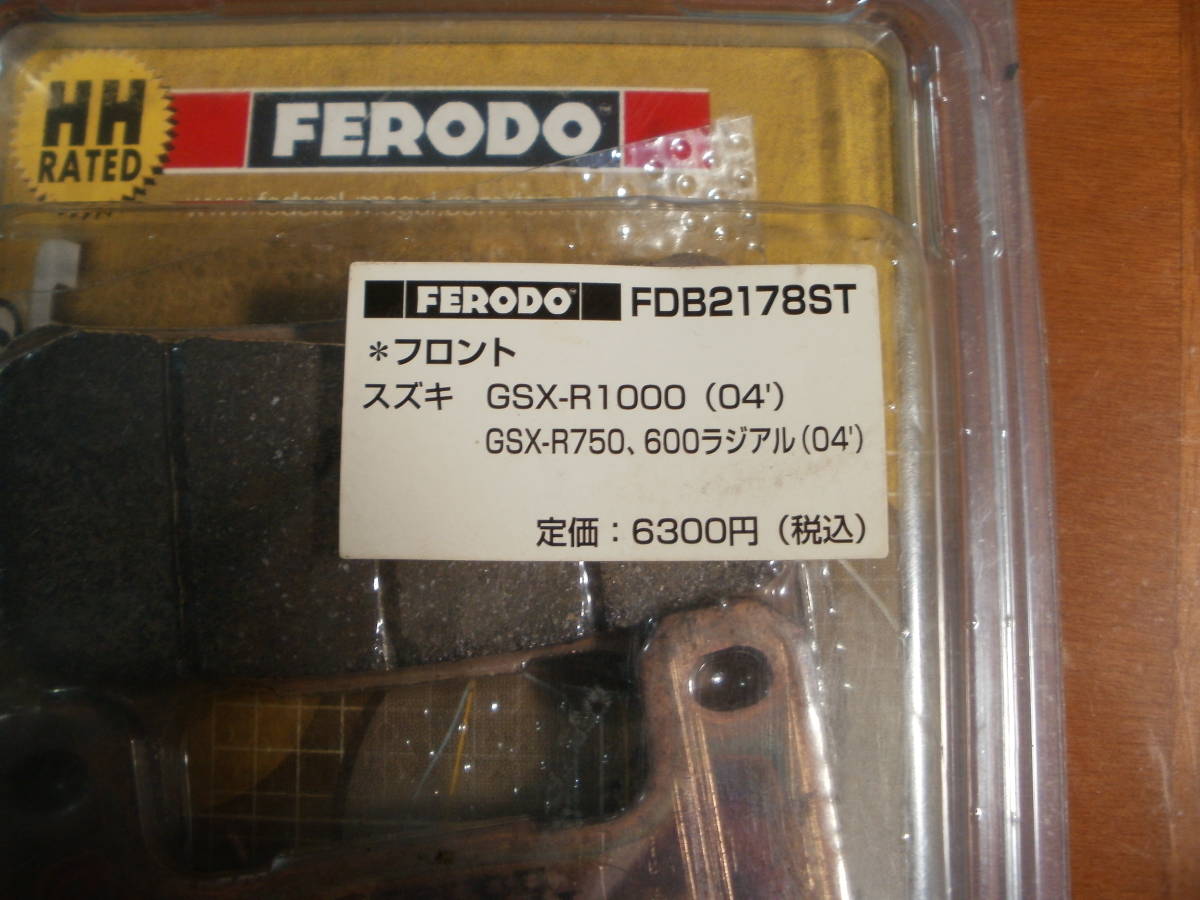 HH
RATED
FERODO
FERODO FDB2178ST
*フロント
スズキ GSX-R1000 (04')
GSX-R750、600ラジアル(04')
定価：6300円（税込）